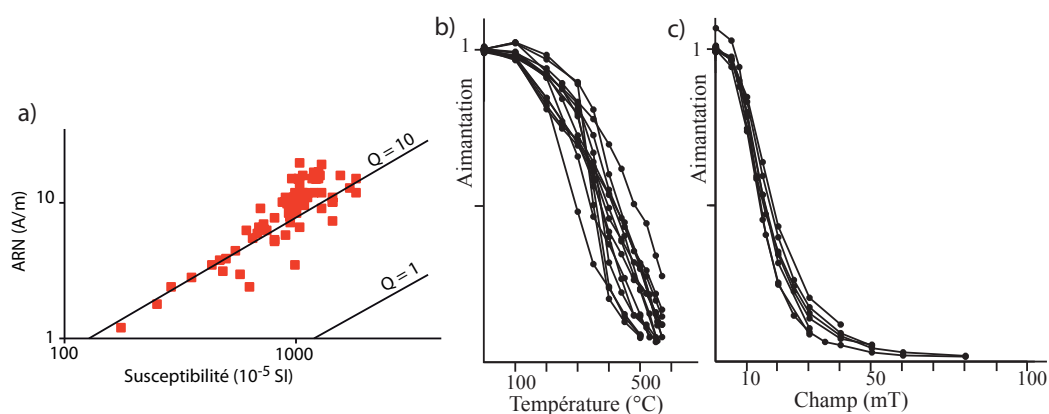 a)
ARN (A/m)
10
1
100
1000
Susceptibilité (10⁻⁵ SI)
Q = 10
Q = 1
b)
Aimantation
1
100
500
Température (°C)
c)
Aimantation
1
10
50
100
Champ (mT)